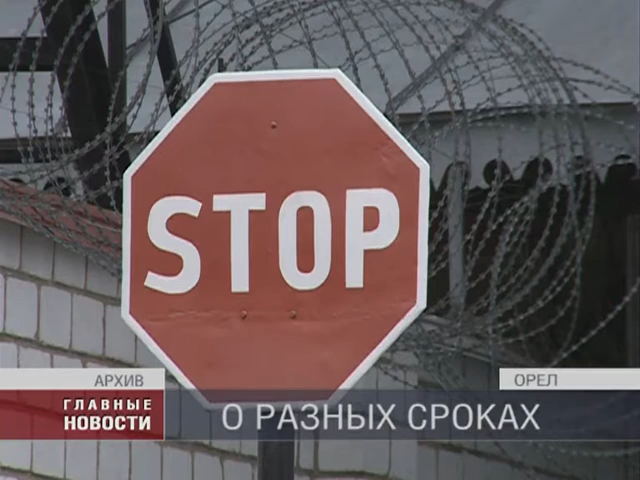 STOP
АРХИВ
ОРЕЛ
ГЛАВНЫЕ
НОВОСТИ
О РАЗНЫХ СРОКАХ